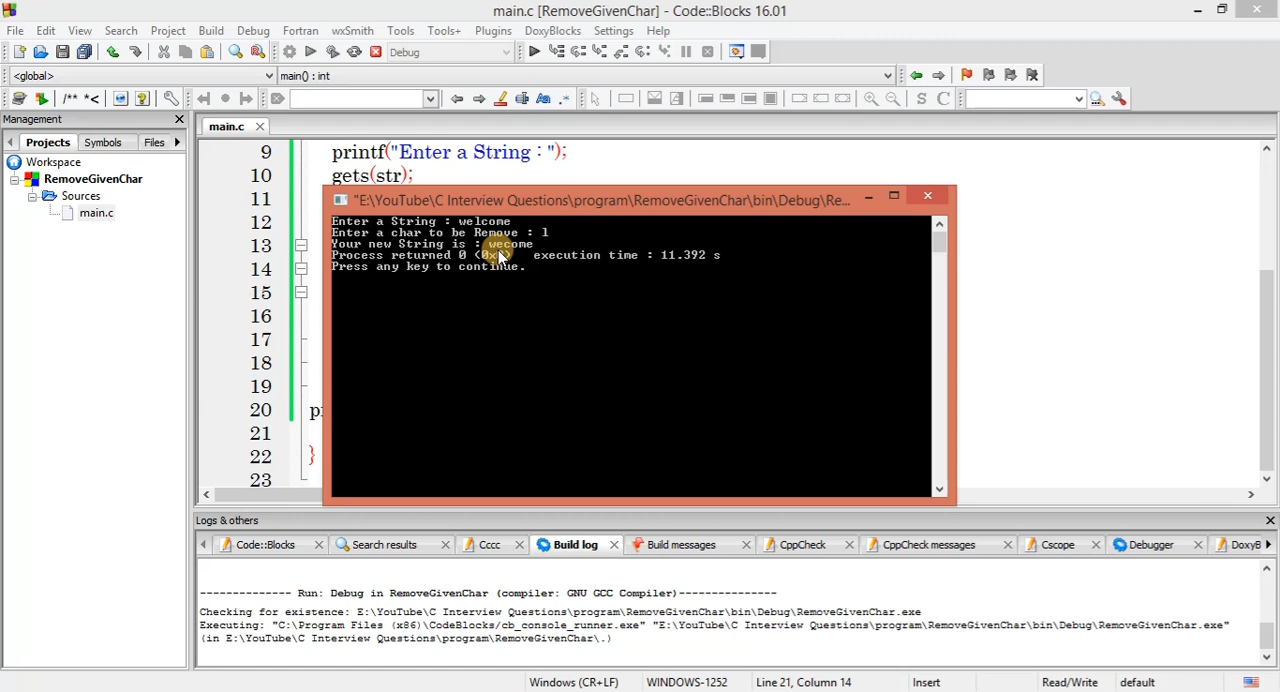 main.c [RemoveGivenChar] - Code::Blocks 16.01
File Edit View Search Project Build Debug Fortran wxSmith Tools Tools+ Plugins DoxyBlocks Settings Help
Debug
<global> main() : int
/** *<
S C
Management
main.c
Projects Symbols Files
Workspace
RemoveGivenChar
Sources
main.c
9 printf("Enter a String : ");
10 gets(str);
11
12
13
14
15
16
17
18
19
20
21
22 }
23
"E:\YouTube\C Interview Questions\program\RemoveGivenChar\bin\Debug\Re...
Enter a String : welcome
Enter a char to be Remove : l
Your new String is : wecome
Process returned 0 execution time : 11.392 s
Press any key to continue.
Logs & others
Code::Blocks Search results Cccc Build log Build messages CppCheck CppCheck messages Cscope Debugger DoxyB
-------------- Run: Debug in RemoveGivenChar (compiler: GNU GCC Compiler)---------------
Checking for existence: E:\YouTube\C Interview Questions\program\RemoveGivenChar\bin\Debug\RemoveGivenChar.exe
Executing: "C:\Program Files (x86)\CodeBlocks/cb_console_runner.exe" "E:\YouTube\C Interview Questions\program\RemoveGivenChar\bin\Debug\RemoveGivenChar.exe"
(in E:\YouTube\C Interview Questions\program\RemoveGivenChar\.)
Windows (CR+LF) WINDOWS-1252 Line 21, Column 14 Insert Read/Write default